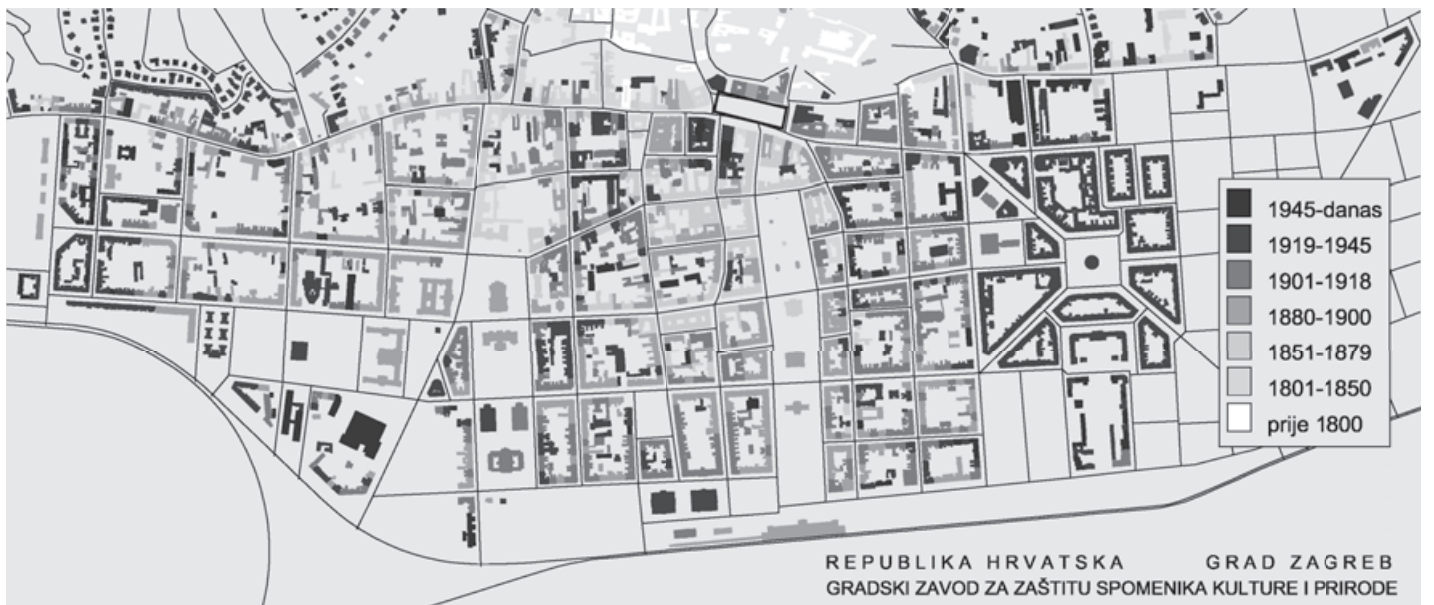 1945-danas
1919-1945
1901-1918
1880-1900
1851-1879
1801-1850
prije 1800
REPUBLIKA HRVATSKA GRAD ZAGREB
GRADSKI ZAVOD ZA ZAŠTITU SPOMENIKA KULTURE I PRIRODE